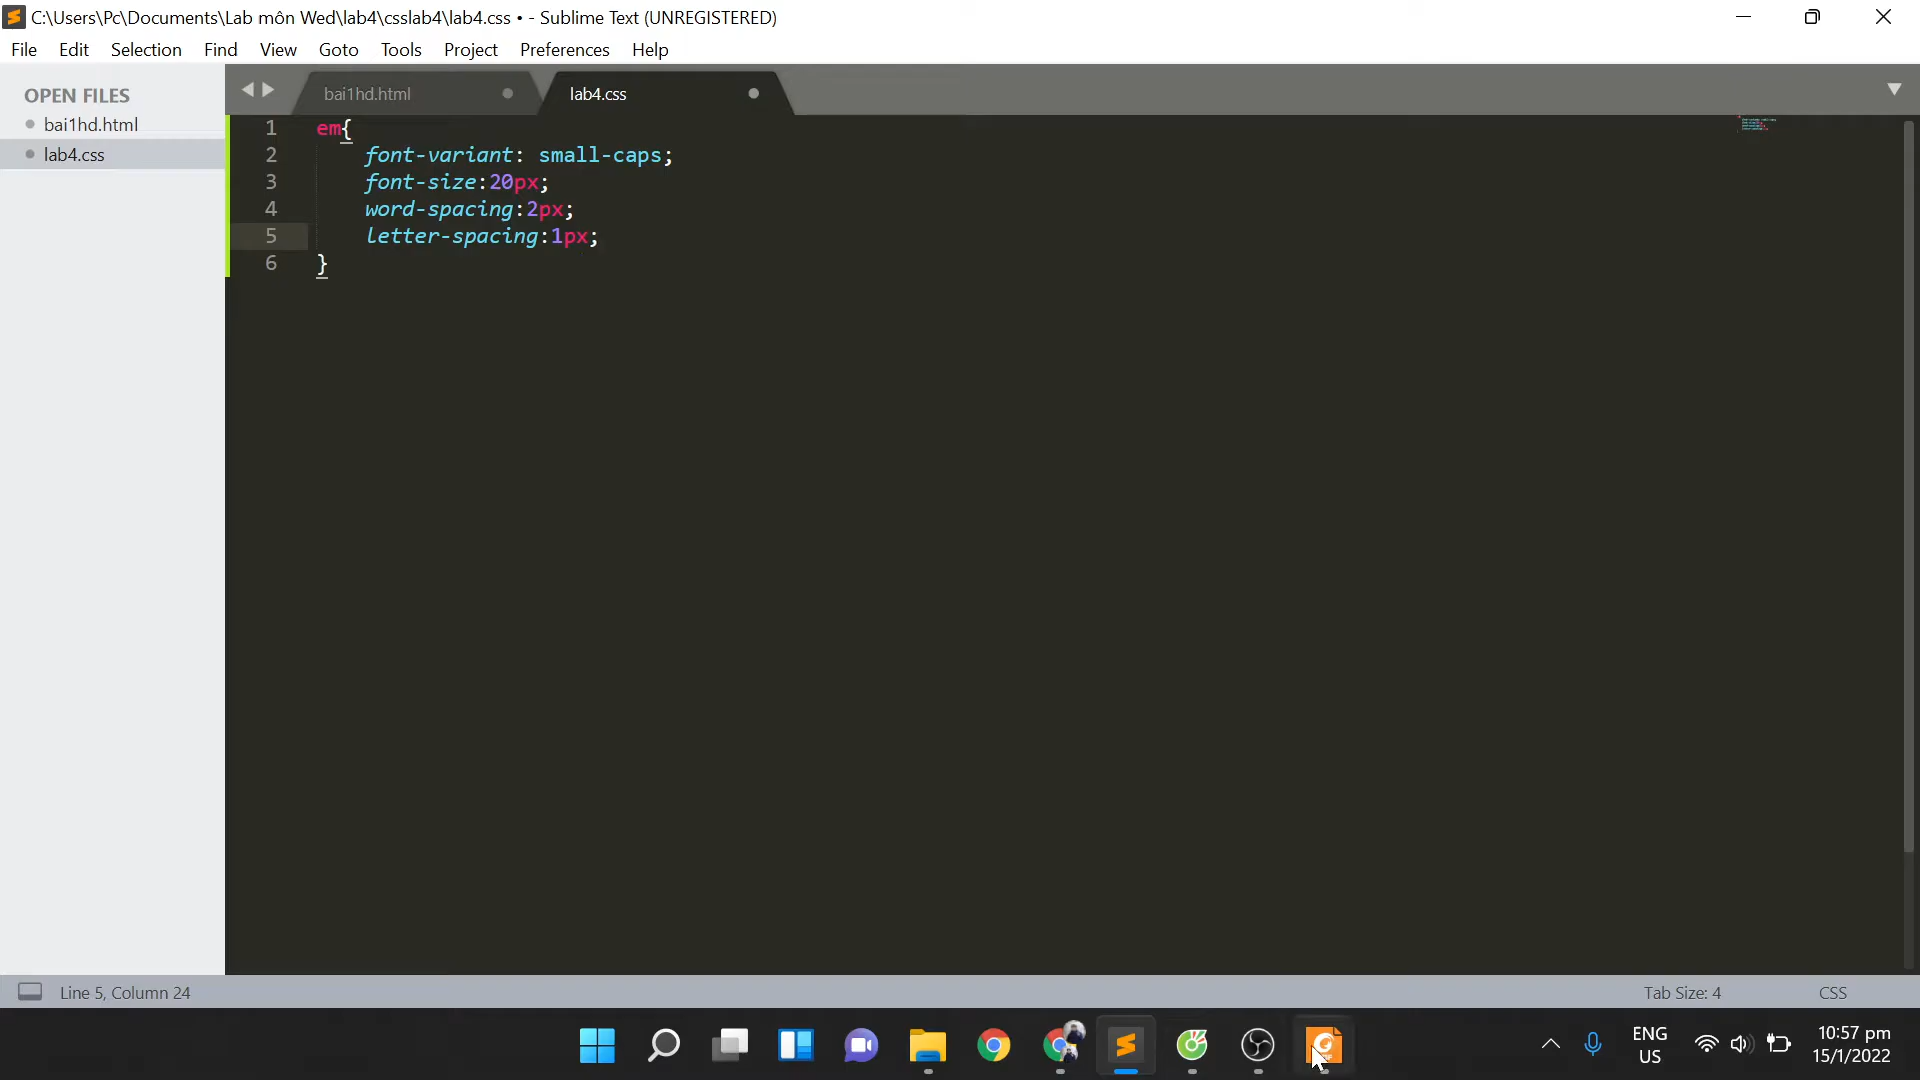 C:\Users\Pc\Documents\Lab môn Wed\lab4\csslab4\lab4.css • - Sublime Text (UNREGISTERED)
File Edit Selection Find View Goto Tools Project Preferences Help
OPEN FILES
bai1hd.html
lab4.css
bai1hd.html lab4.css
1 em{
2 font-variant: small-caps;
3 font-size:20px;
4 word-spacing:2px;
5 letter-spacing:1px;
6 }
Line 5, Column 24 Tab Size: 4 CSS
ENG
US
10:57 pm
15/1/2022